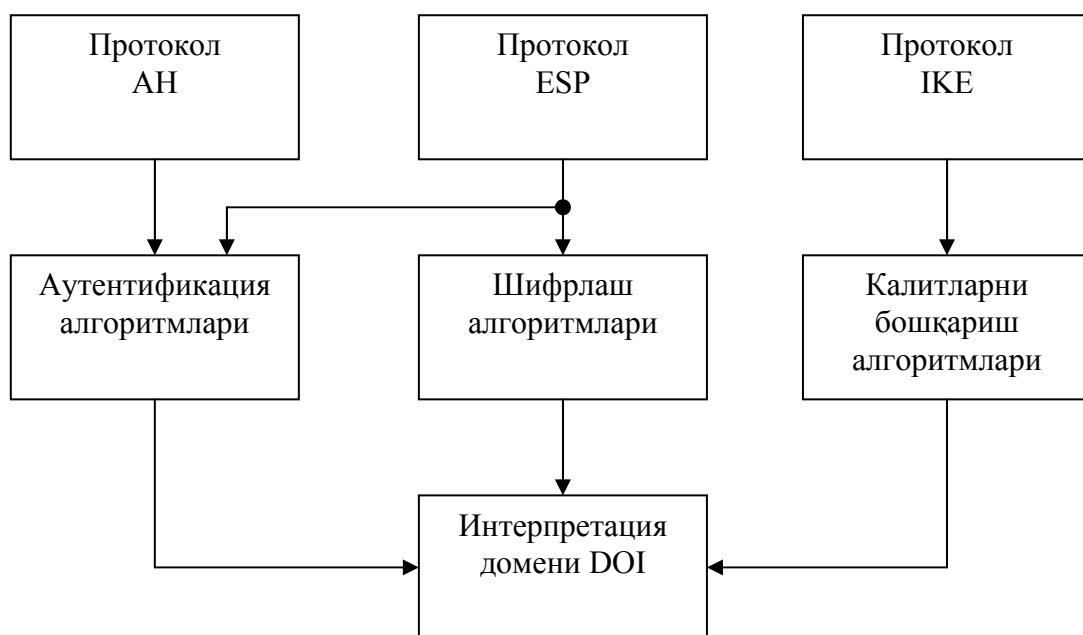 Протокол
AH
Протокол
ESP
Протокол
IKE
Аутентификация
алгоритмлари
Шифрлаш
алгоритмлари
Калитларни
бошқариш
алгоритмлари
Интерпретация
домени DOI